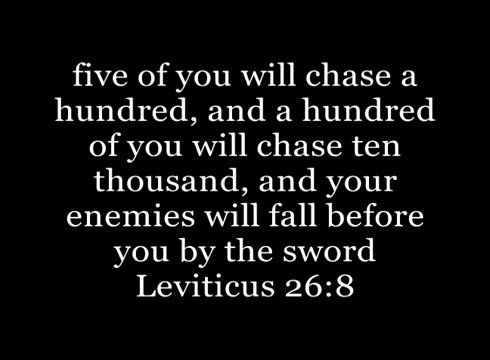 five of you will chase a
hundred, and a hundred
of you will chase ten
thousand, and your
enemies will fall before
you by the sword
Leviticus 26:8